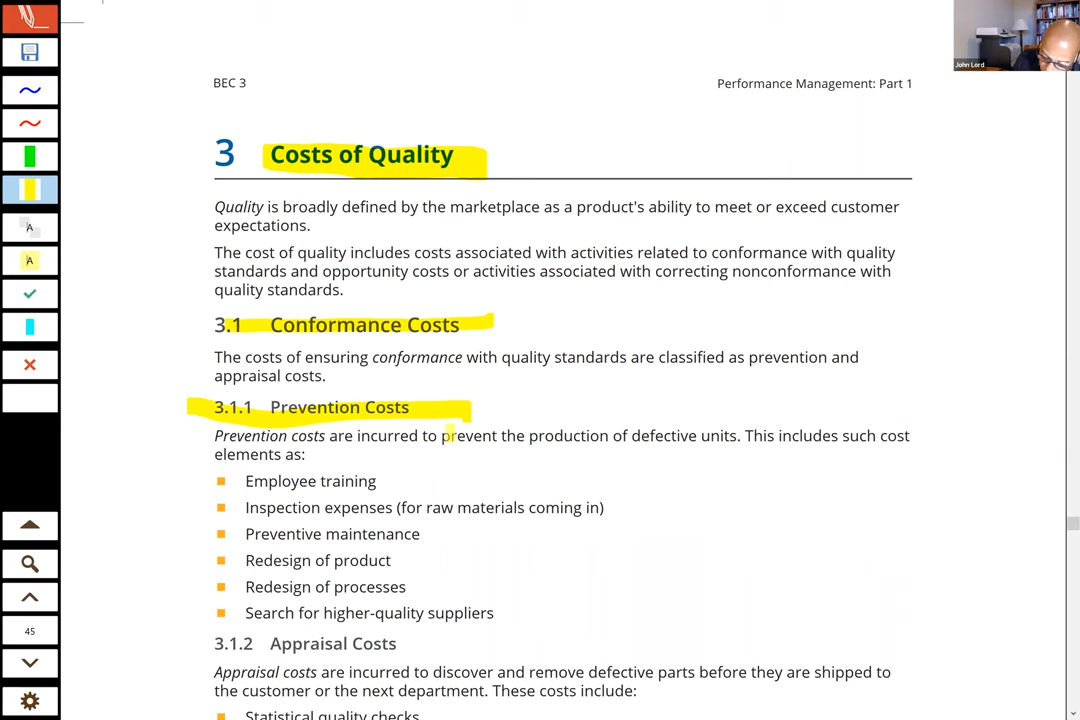 John Lord
BEC 3
Performance Management: Part 1
3 Costs of Quality
Quality is broadly defined by the marketplace as a product's ability to meet or exceed customer
expectations.
The cost of quality includes costs associated with activities related to conformance with quality
standards and opportunity costs or activities associated with correcting nonconformance with
quality standards.
3.1 Conformance Costs
The costs of ensuring conformance with quality standards are classified as prevention and
appraisal costs.
3.1.1 Prevention Costs
Prevention costs are incurred to prevent the production of defective units. This includes such cost
elements as:
Employee training
Inspection expenses (for raw materials coming in)
Preventive maintenance
Redesign of product
Redesign of processes
Search for higher-quality suppliers
3.1.2 Appraisal Costs
Appraisal costs are incurred to discover and remove defective parts before they are shipped to
the customer or the next department. These costs include:
Statistical quality checks
A
A
45